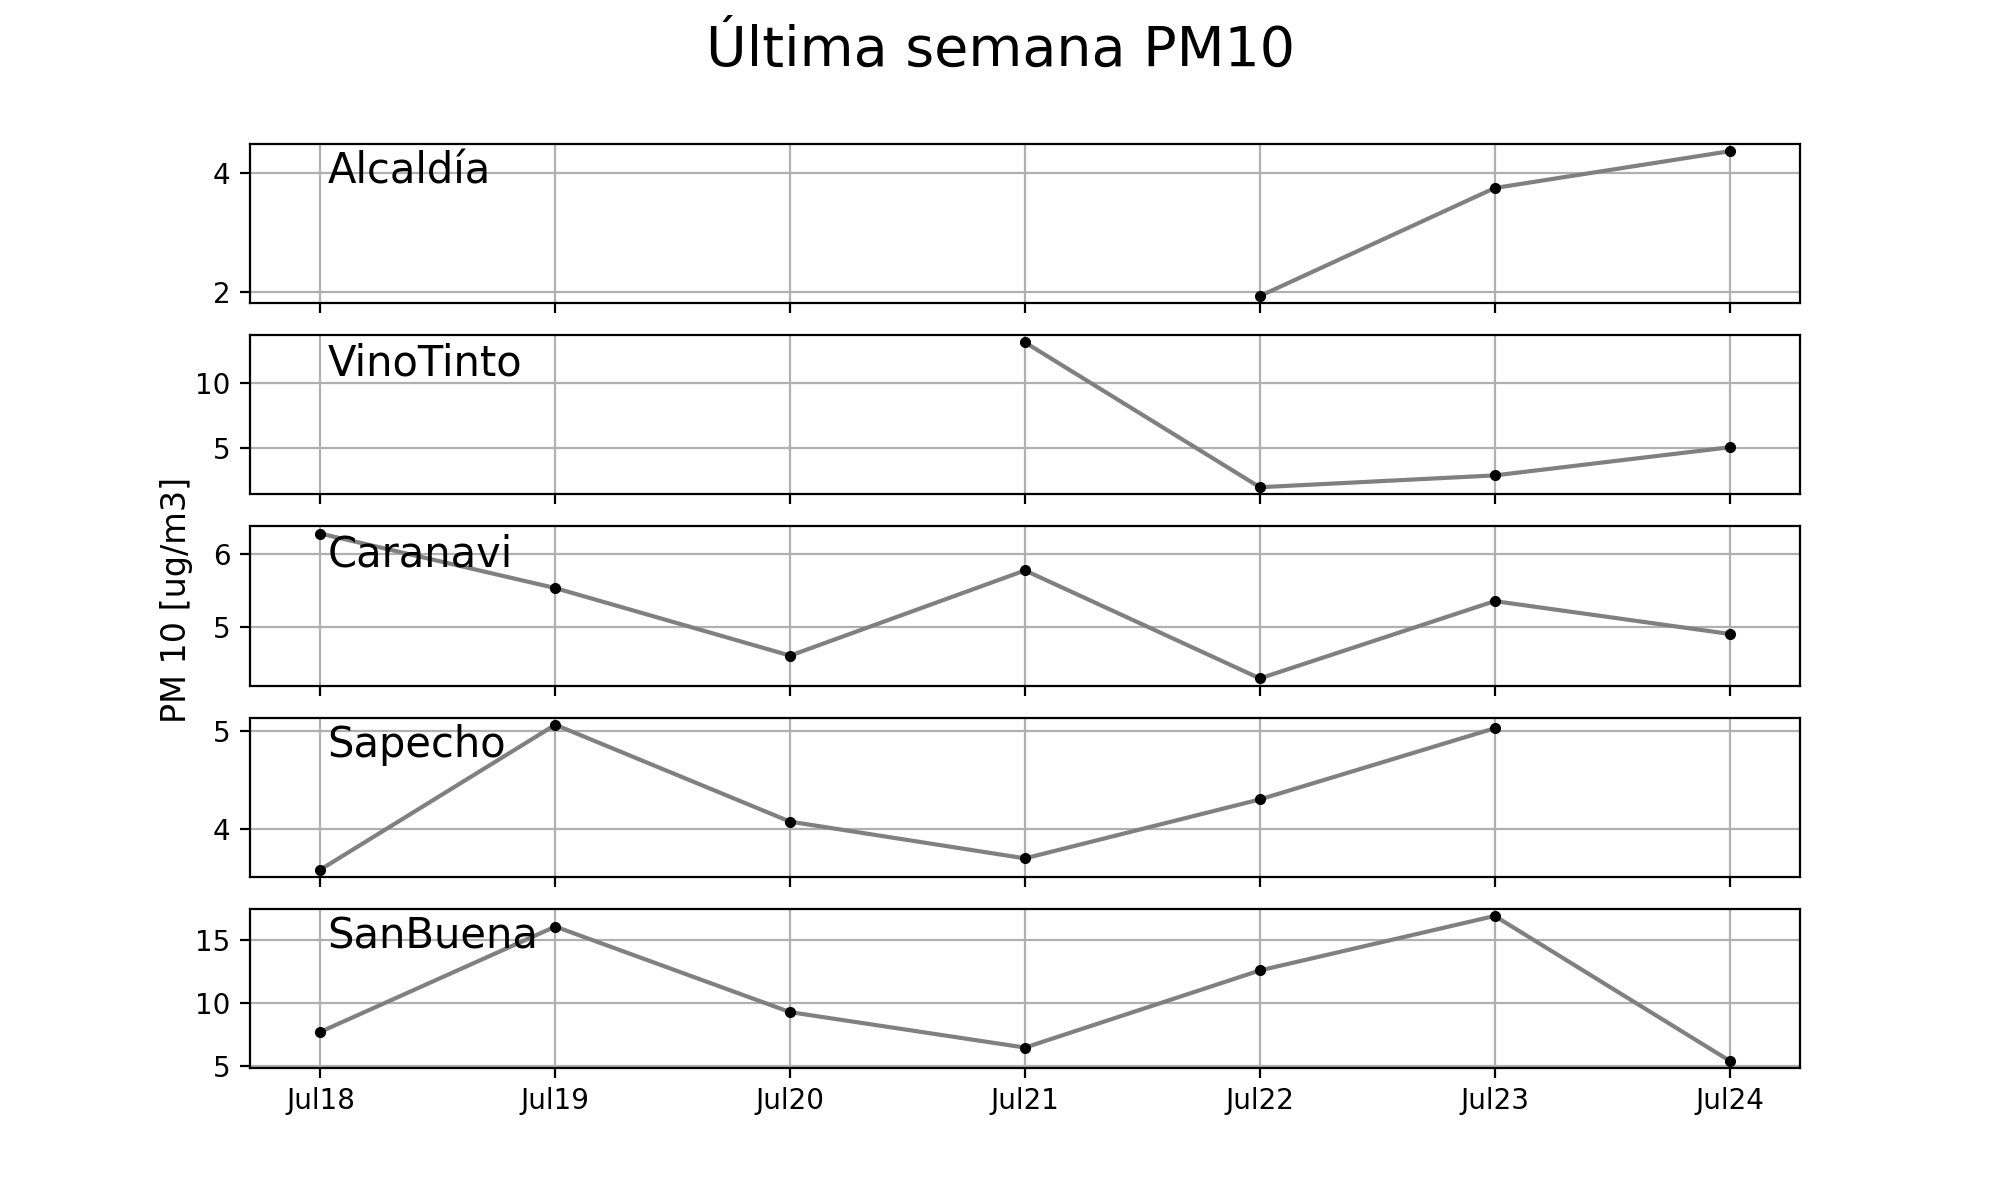 Última semana PM10
Alcaldía
4
2
VinoTinto
10
5
PM 10 [ug/m3]
Caranavi
6
5
Sapecho
5
4
SanBuena
15
10
5
Jul18 Jul19 Jul20 Jul21 Jul22 Jul23 Jul24